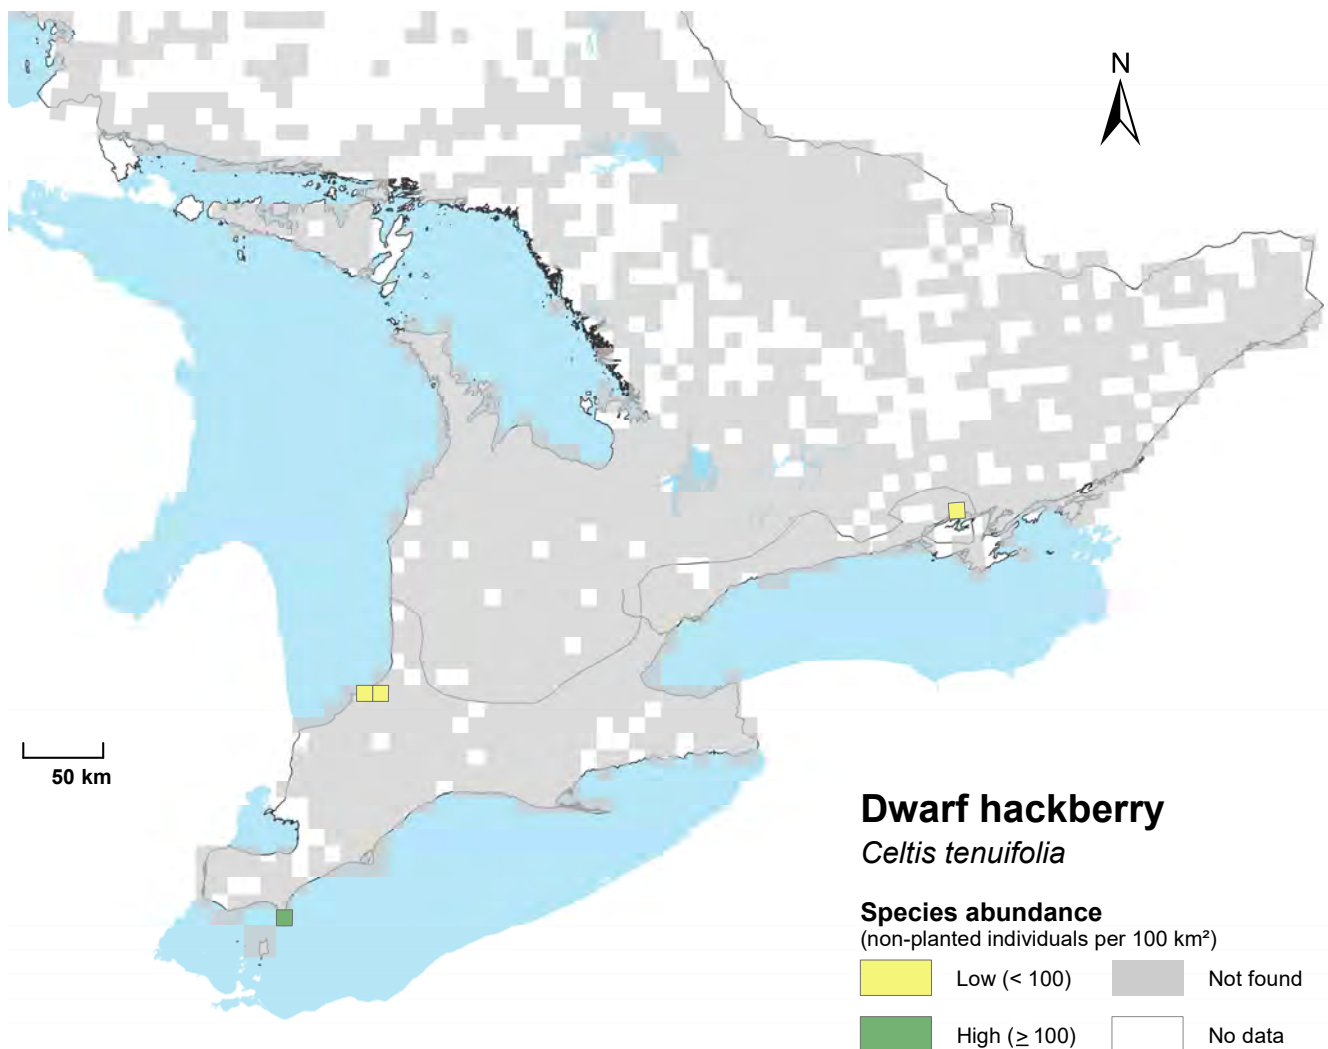 N
50 km
Dwarf hackberry
Celtis tenuifolia
Species abundance
(non-planted individuals per 100 km²)
Low (< 100)
Not found
High (≥ 100)
No data